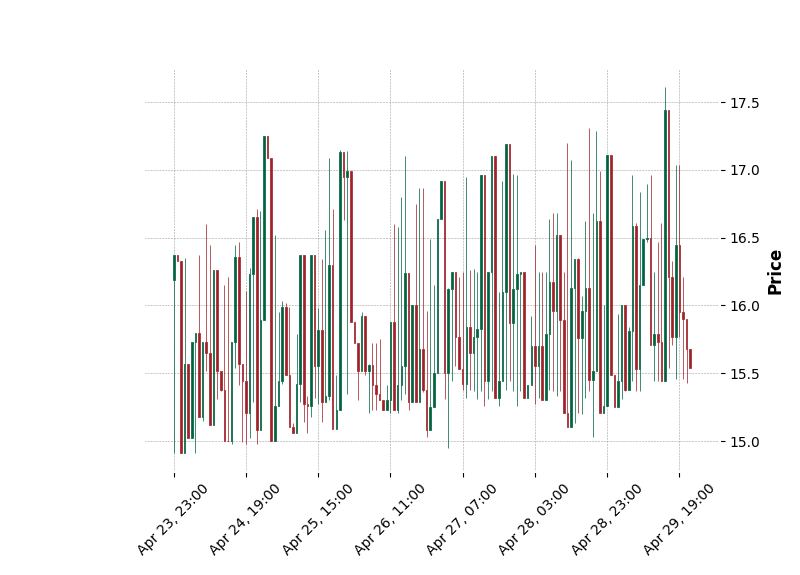 17.5
17.0
16.5
16.0
15.5
15.0
Price
Apr 23, 23:00
Apr 24, 19:00
Apr 25, 15:00
Apr 26, 11:00
Apr 27, 07:00
Apr 28, 03:00
Apr 28, 23:00
Apr 29, 19:00